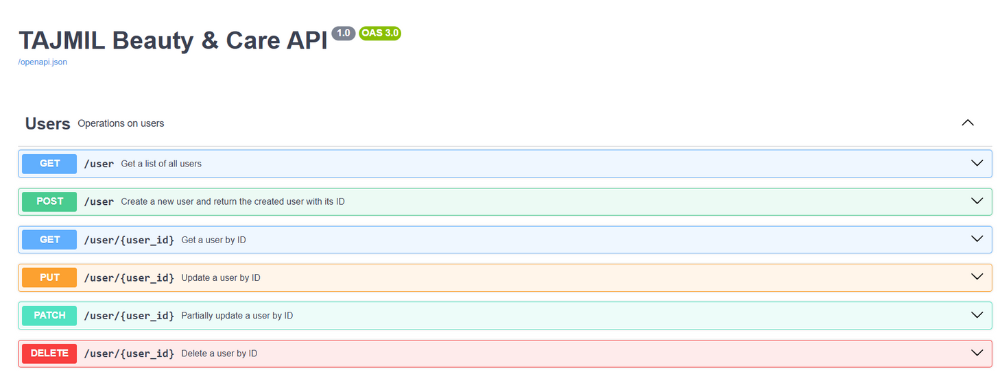 TAJMIL Beauty & Care API 1.0 OAS 3.0
/openapi.json
Users Operations on users
GET /user Get a list of all users
POST /user Create a new user and return the created user with its ID
GET /user/{user_id} Get a user by ID
PUT /user/{user_id} Update a user by ID
PATCH /user/{user_id} Partially update a user by ID
DELETE /user/{user_id} Delete a user by ID